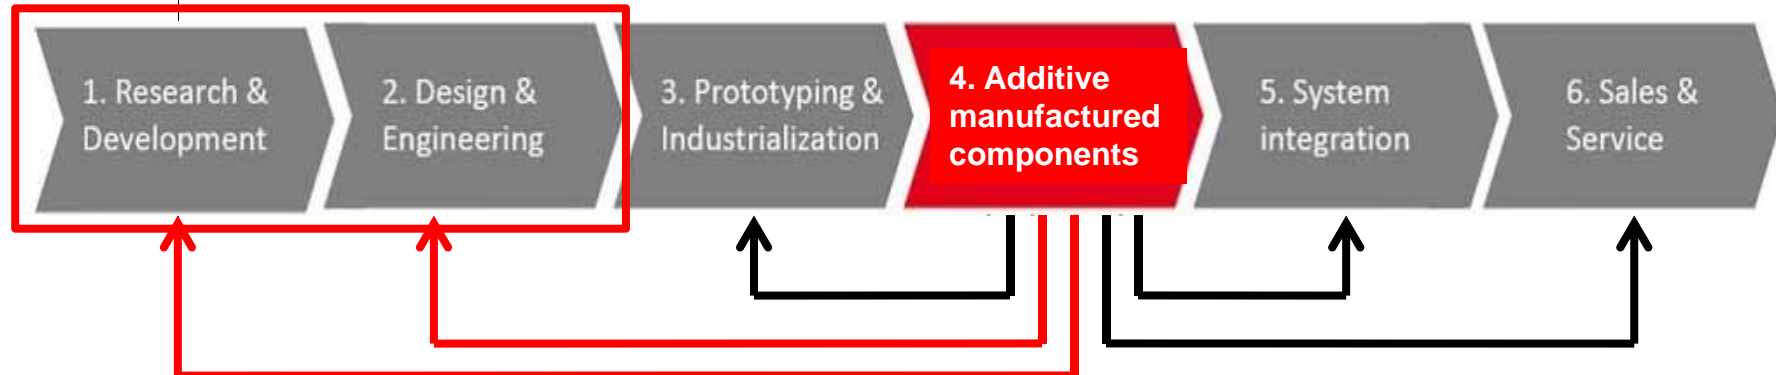 1. Research &
Development
2. Design &
Engineering
3. Prototyping &
Industrialization
4. Additive
manufactured
components
5. System
integration
6. Sales &
Service